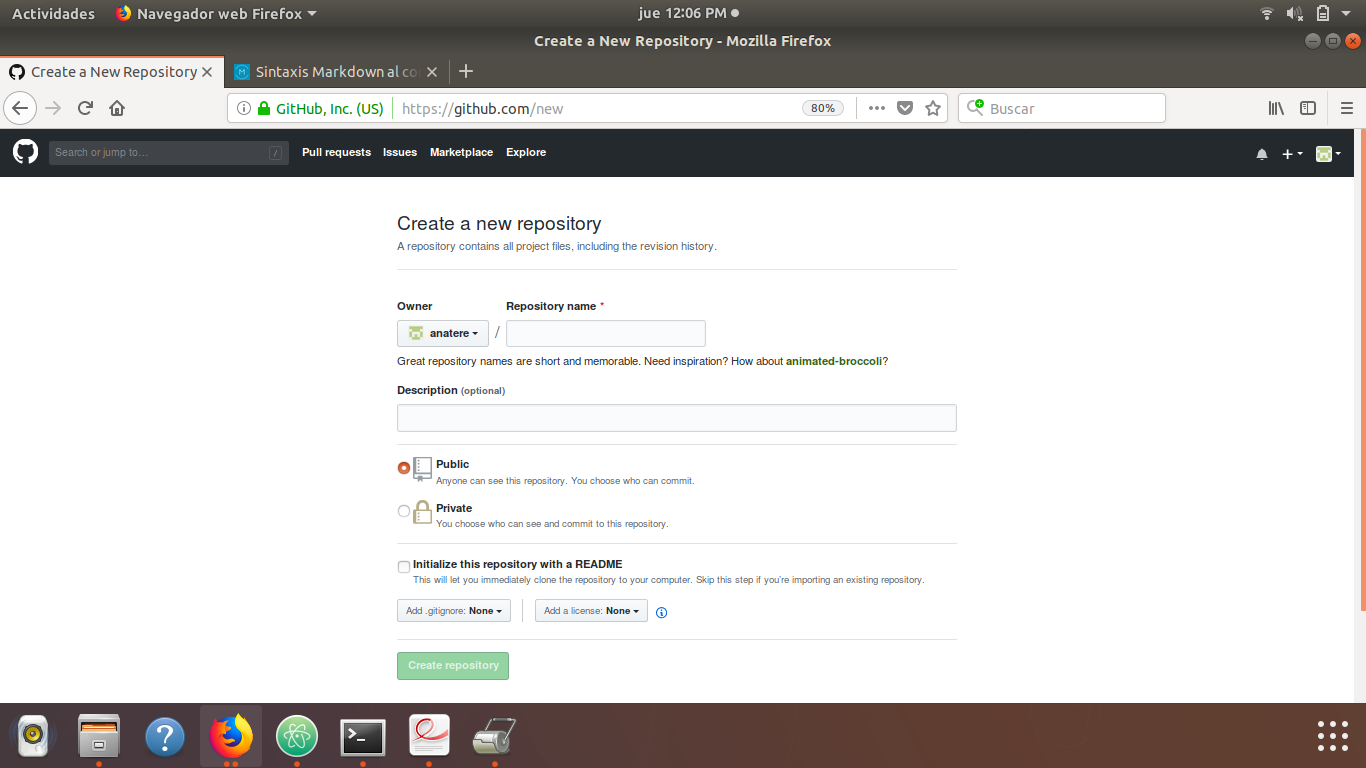 Actividades Navegador web Firefox jue 12:06 PM
Create a New Repository - Mozilla Firefox
Create a New Repository Sintaxis Markdown al co
GitHub, Inc. (US) https://github.com/new 80% Buscar
Search or jump to… / Pull requests Issues Marketplace Explore
Create a new repository
A repository contains all project files, including the revision history.
Owner Repository name *
anatere /
Great repository names are short and memorable. Need inspiration? How about animated-broccoli?
Description (optional)
Public
Anyone can see this repository. You choose who can commit.
Private
You choose who can see and commit to this repository.
Initialize this repository with a README
This will let you immediately clone the repository to your computer. Skip this step if you're importing an existing repository.
Add .gitignore: None Add a license: None
Create repository